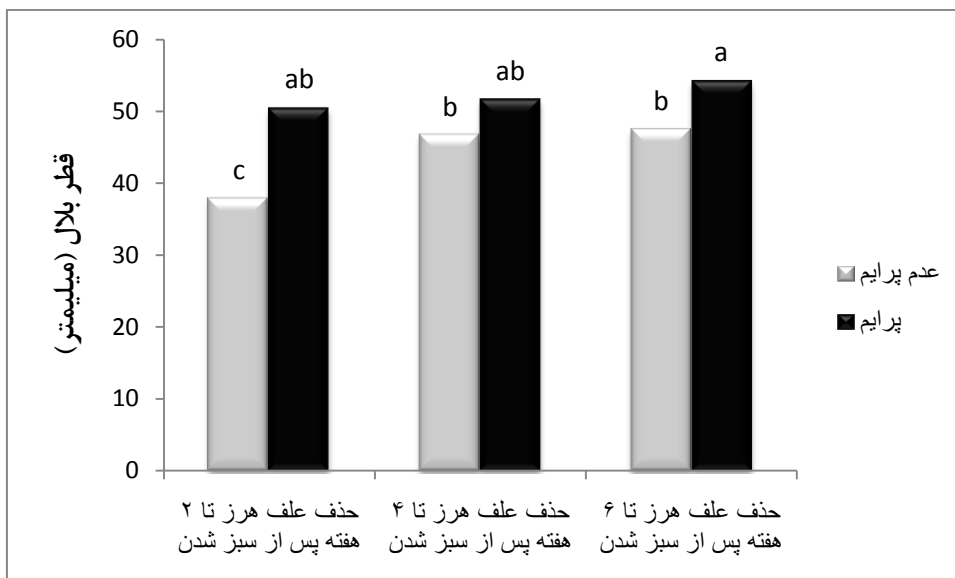 قطر بلال (میلیمتر)
60
50
40
30
20
10
0
c
ab
b
ab
b
a
حذف علف هرز تا ۲
هفته پس از سبز شدن
حذف علف هرز تا ۴
هفته پس از سبز شدن
حذف علف هرز تا ۶
هفته پس از سبز شدن
عدم پرایم
پرایم